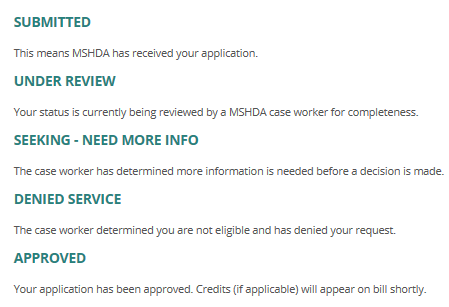 SUBMITTED
This means MSHDA has received your application.
UNDER REVIEW
Your status is currently being reviewed by a MSHDA case worker for completeness.
SEEKING - NEED MORE INFO
The case worker has determined more information is needed before a decision is made.
DENIED SERVICE
The case worker determined you are not eligible and has denied your request.
APPROVED
Your application has been approved. Credits (if applicable) will appear on bill shortly.